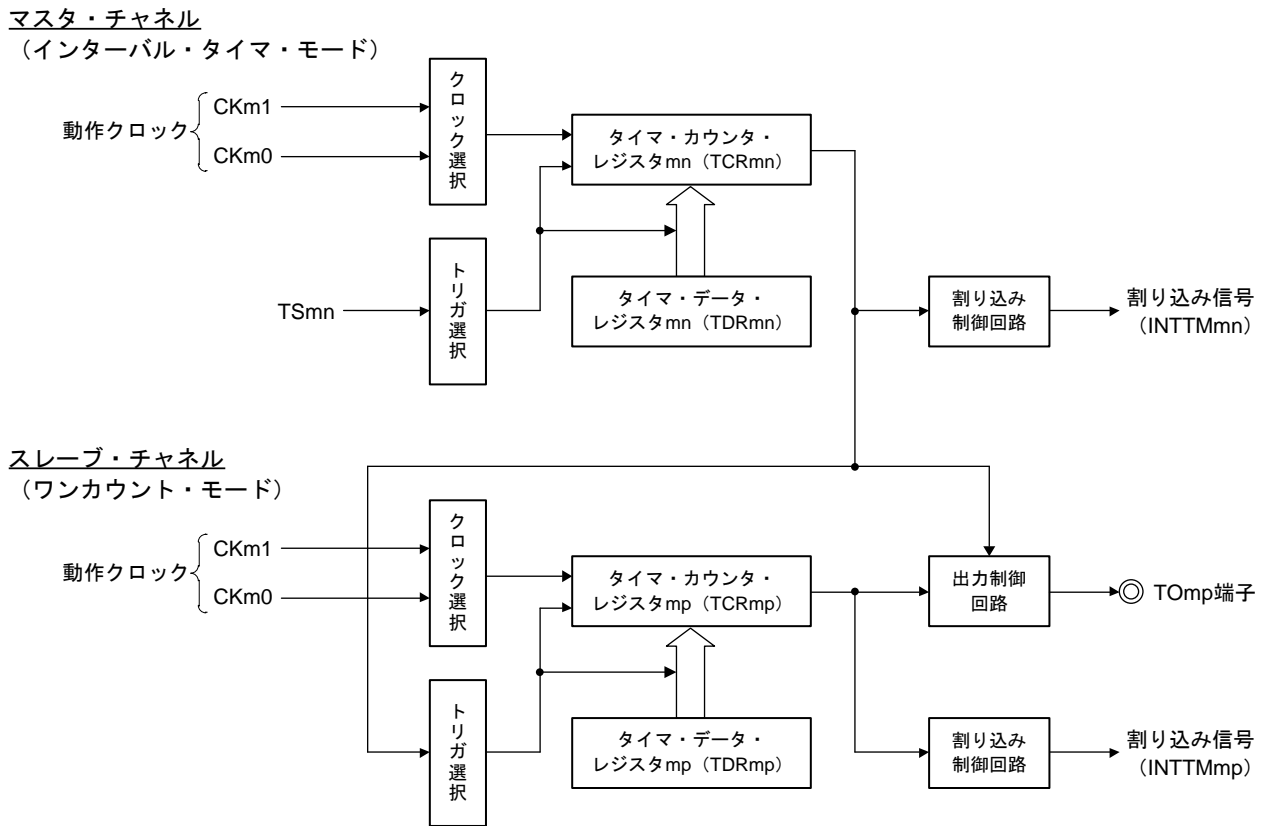 マスタ・チャネル
（インターバル・タイマ・モード）
動作クロック
CKm1
CKm0
クロック選択
タイマ・カウンタ・
レジスタmn（TCRmn）
TSmn
トリガ選択
タイマ・データ・
レジスタmn（TDRmn）
割り込み
制御回路
割り込み信号
（INTTMmn）
スレーブ・チャネル
（ワンカウント・モード）
動作クロック
CKm1
CKm0
クロック選択
タイマ・カウンタ・
レジスタmp（TCRmp）
出力制御
回路
TOmp端子
トリガ選択
タイマ・データ・
レジスタmp（TDRmp）
割り込み
制御回路
割り込み信号
（INTTMmp）